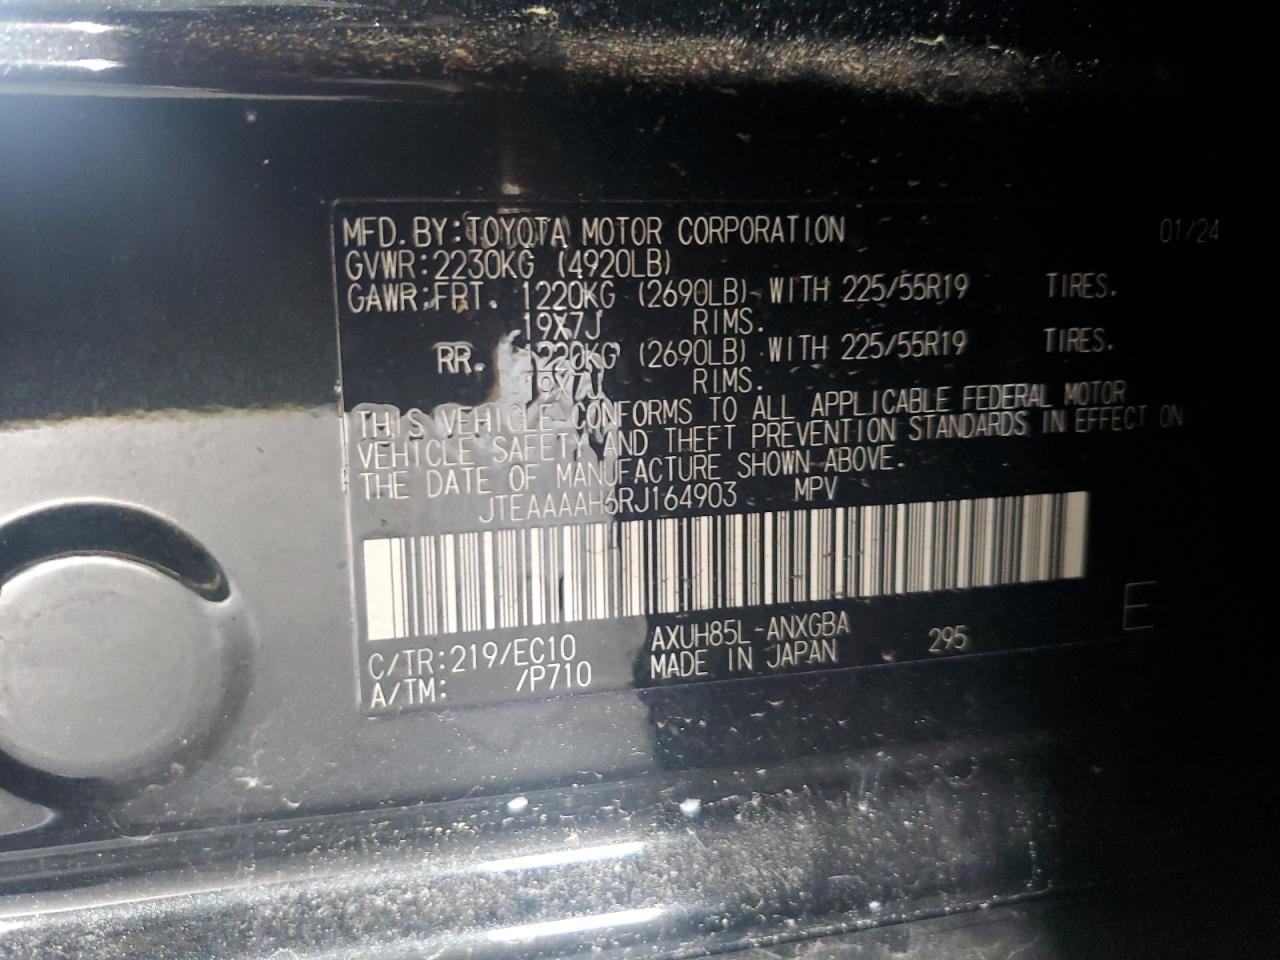 MFD. BY: TOYOTA MOTOR CORPORATION 01/24
GVWR: 2230KG (4920LB)
GAWR: FRT. 1220KG (2690LB) WITH 225/55R19 TIRES.
19X7J RIMS.
RR. 1220KG (2690LB) WITH 225/55R19 TIRES.
19X7J RIMS.
THIS VEHICLE CONFORMS TO ALL APPLICABLE FEDERAL MOTOR
VEHICLE SAFETY AND THEFT PREVENTION STANDARDS IN EFFECT ON
THE DATE OF MANUFACTURE SHOWN ABOVE.
JTEAAAAH6RJ164903 MPV
C/TR: 219/EC10 AXUH85L-ANXGBA 295 E
A/TM: /P710 MADE IN JAPAN